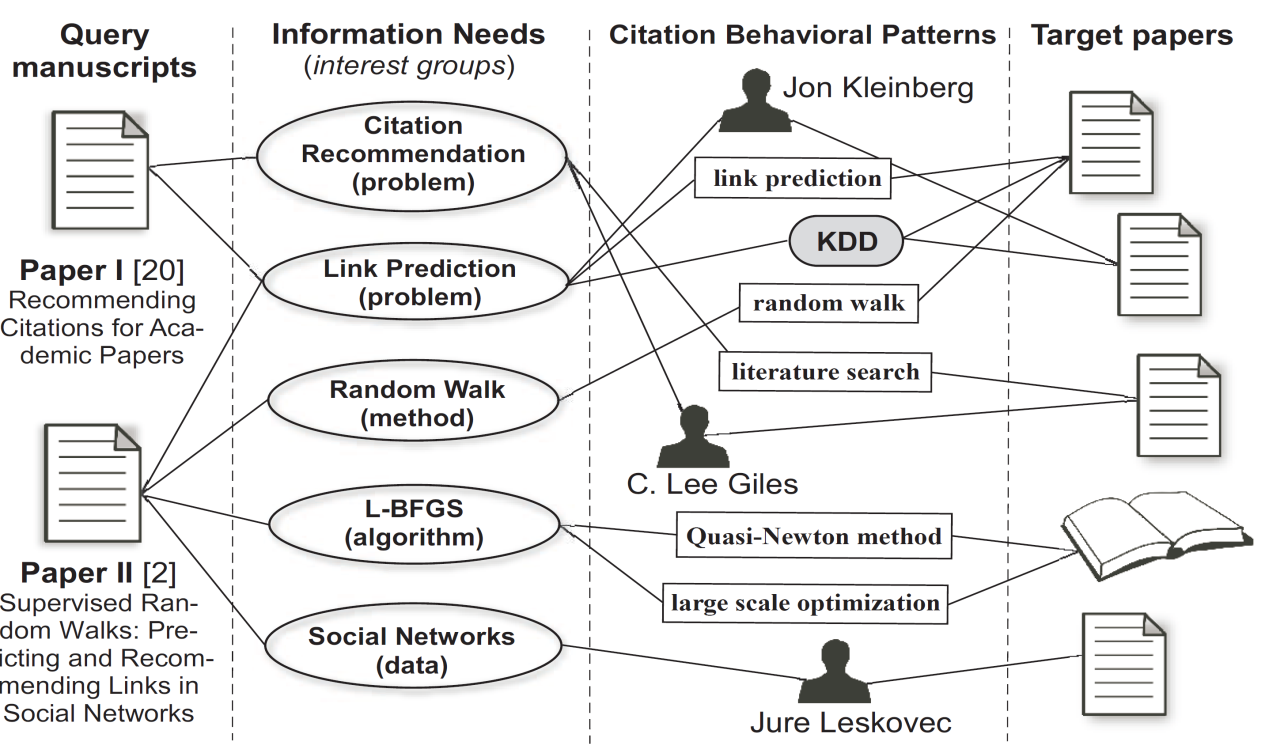 Query
manuscripts
Information Needs
(interest groups)
Citation Behavioral Patterns
Target papers
Paper I [20]
Recommending
Citations for Aca-
demic Papers
Paper II [2]
Supervised Ran-
dom Walks: Pre-
icting and Recom-
mending Links in
Social Networks
Citation
Recommendation
(problem)
Link Prediction
(problem)
Random Walk
(method)
L-BFGS
(algorithm)
Social Networks
(data)
Jon Kleinberg
link prediction
KDD
random walk
literature search
C. Lee Giles
Quasi-Newton method
large scale optimization
Jure Leskovec